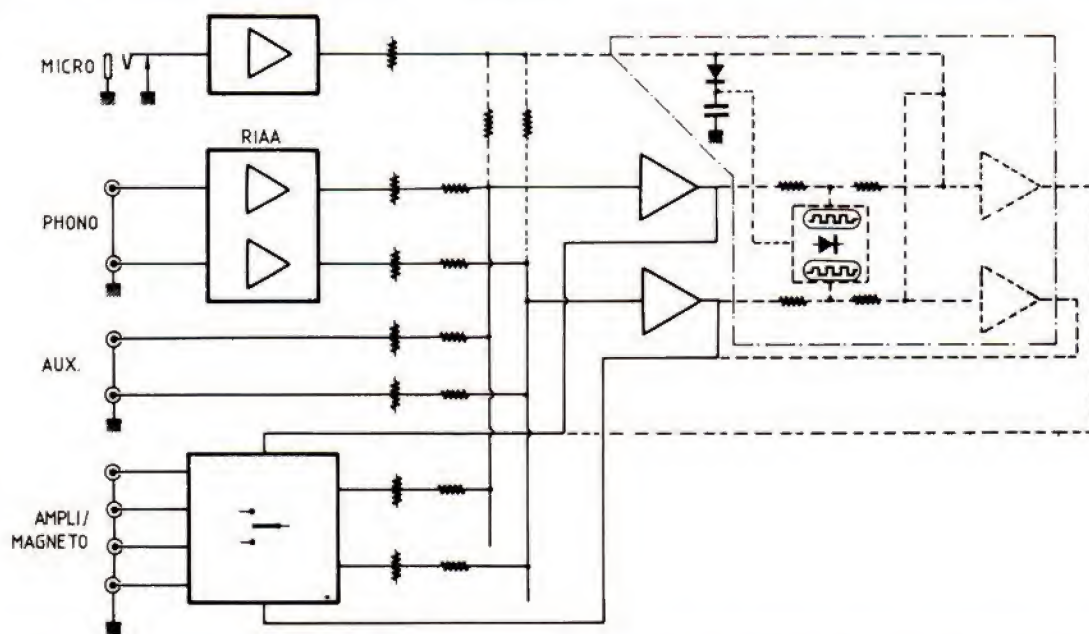 MICRO
RIAA
PHONO
AUX.
AMPLI/
MAGNETO